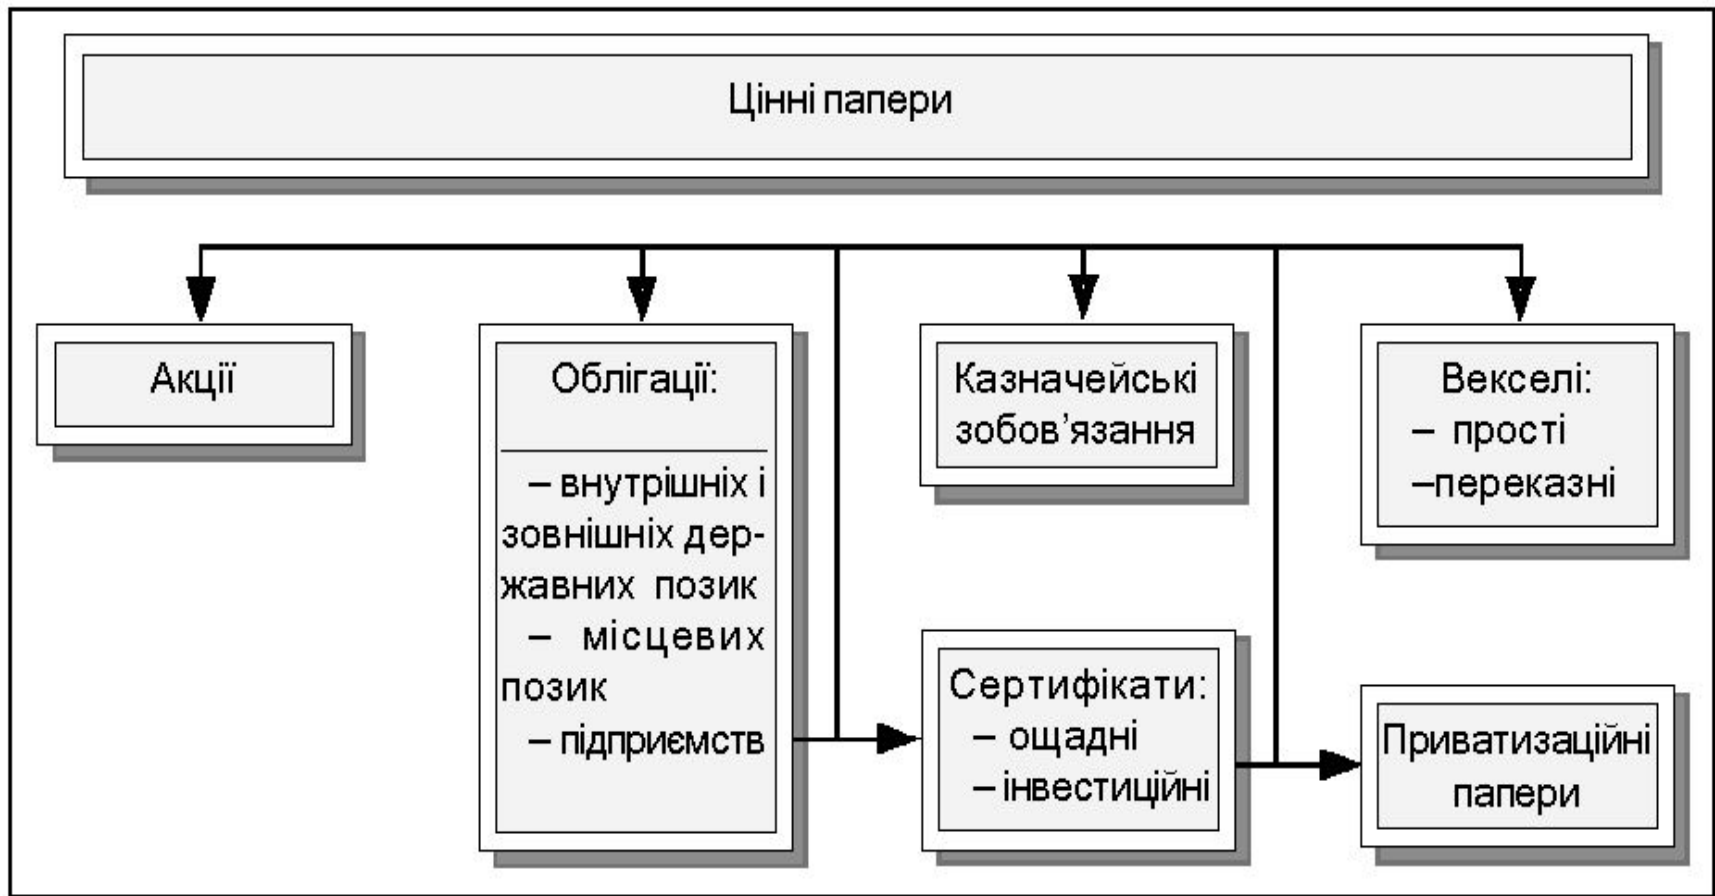 Цінні папери
Акції
Облігації:
– внутрішніх і
зовнішніх дер-
жавних позик
– місцевих
позик
– підприємств
Казначейські
зобов’язання
Векселі:
– прості
–переказні
Сертифікати:
– ощадні
– інвестиційні
Приватизаційні
папери